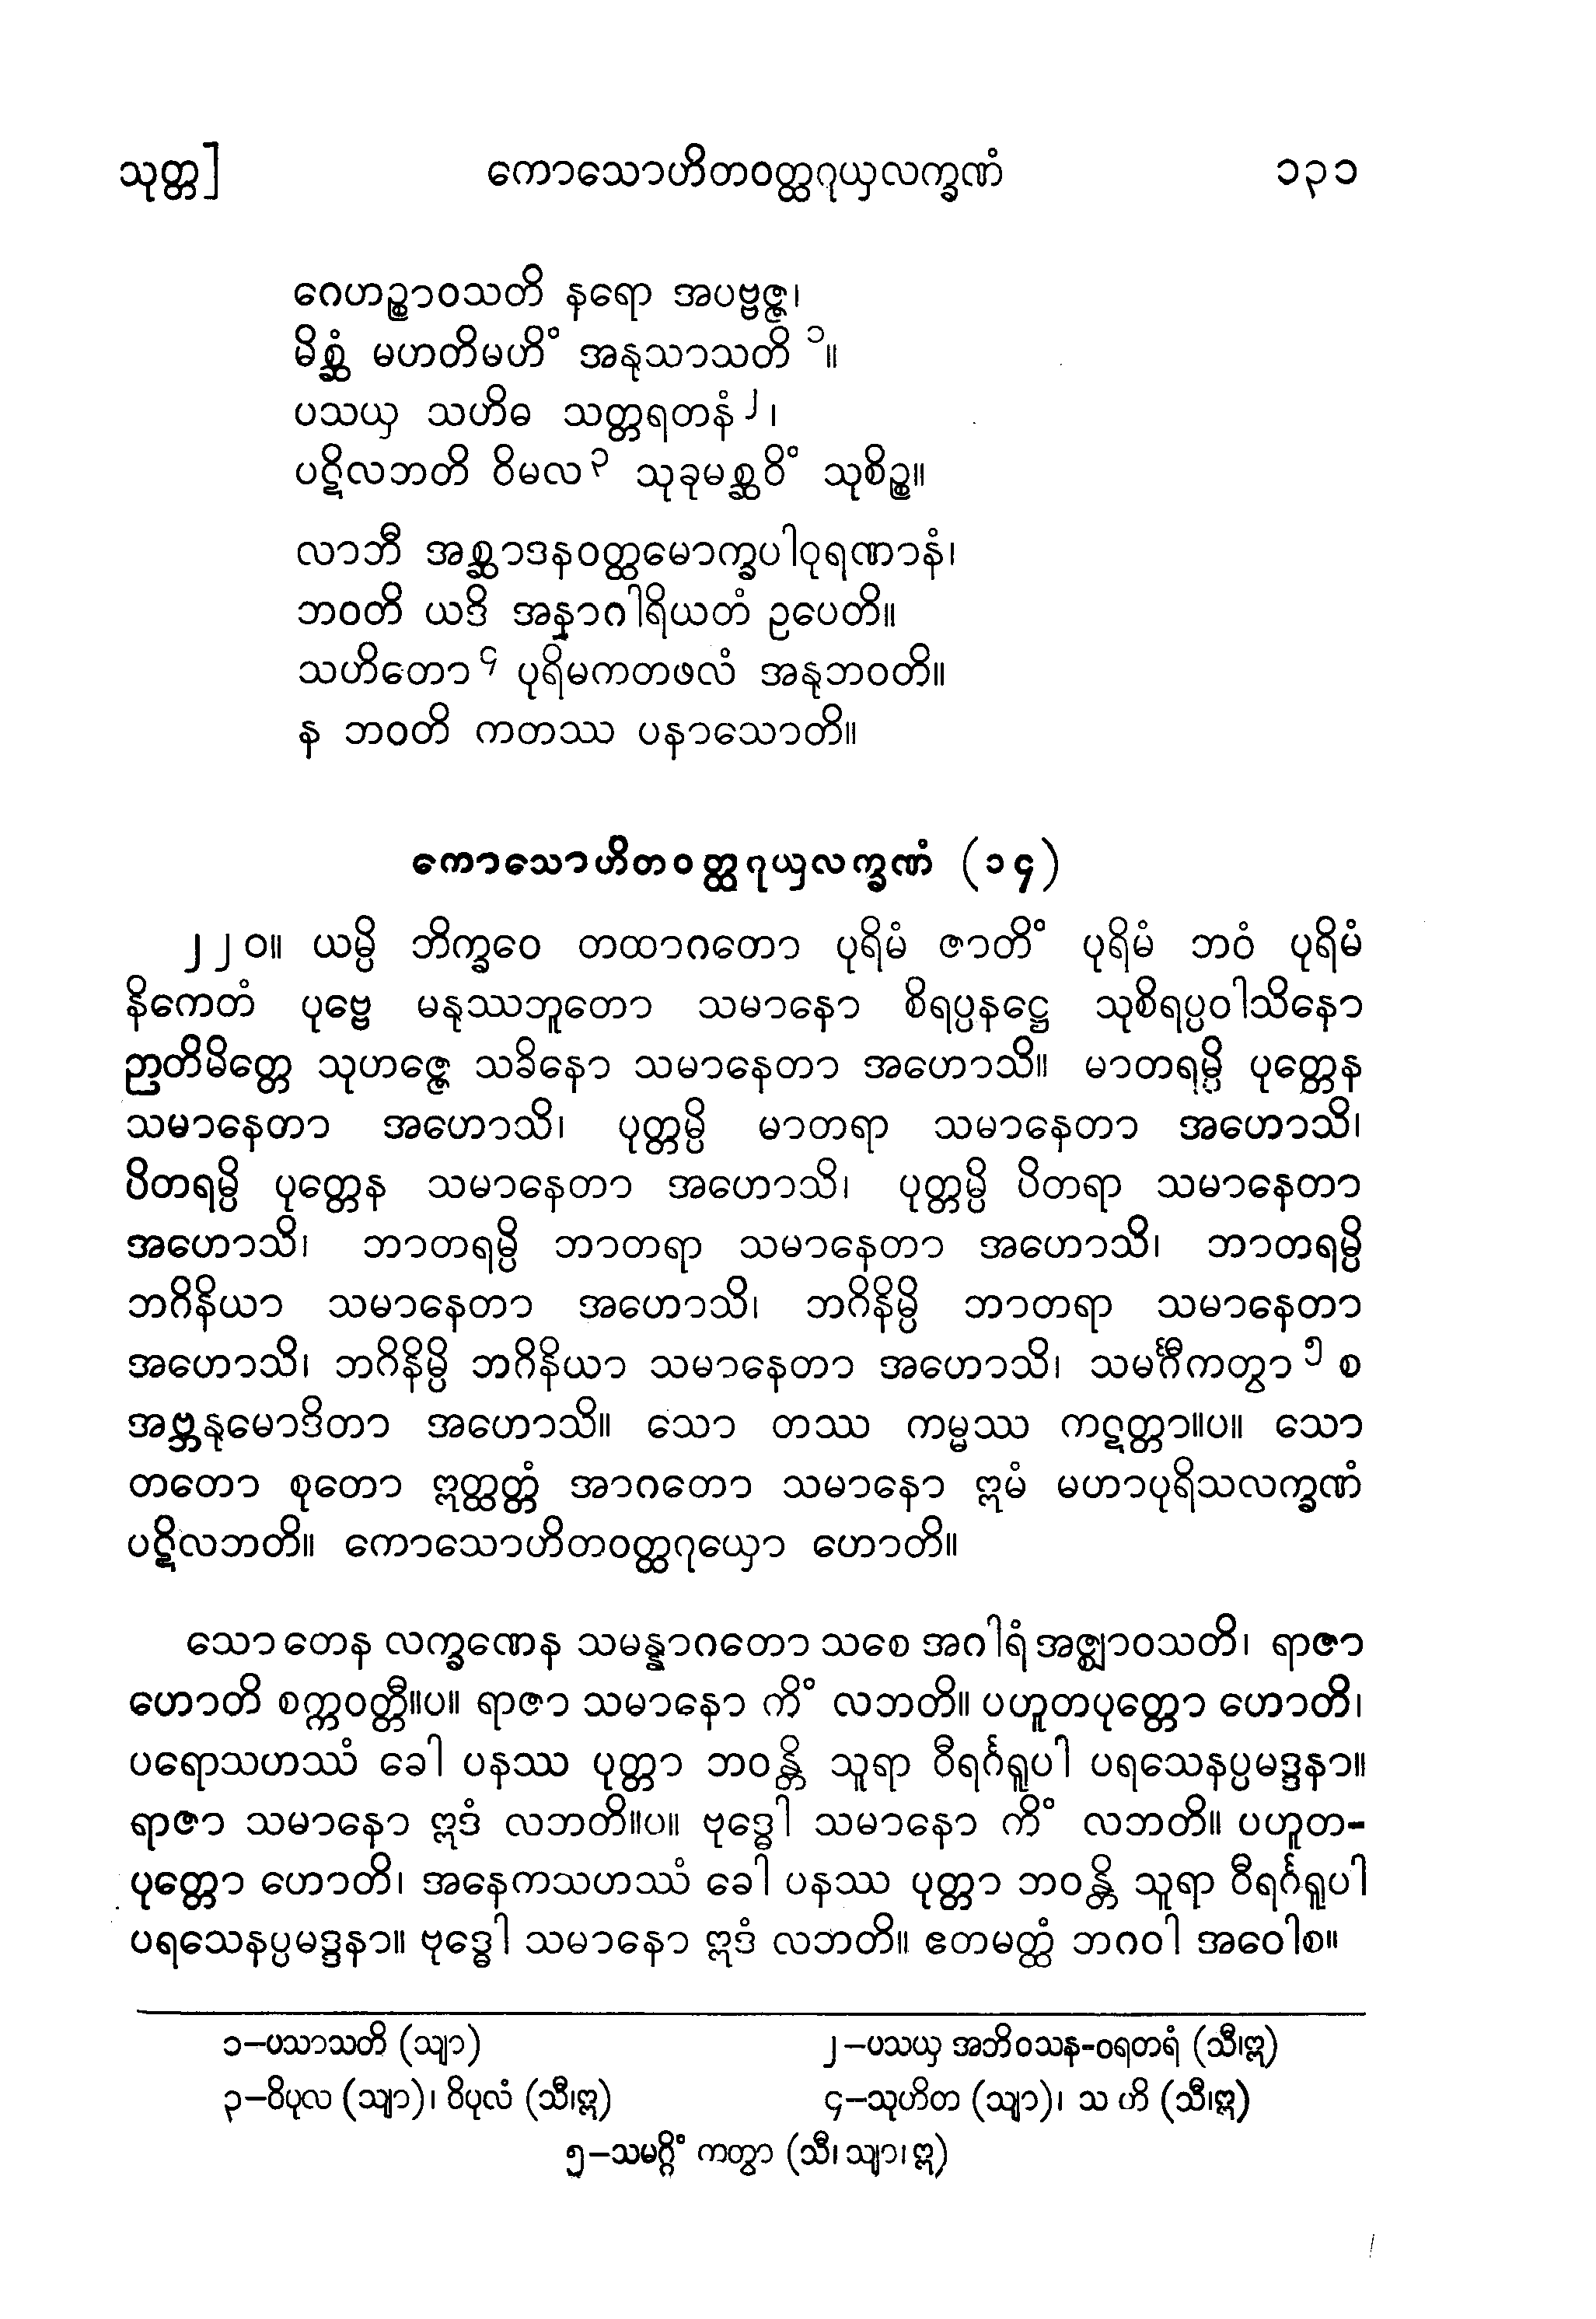 သုတ္တ] ကောသောဟိတဝတ္ထဂုယှလက္ခဏံ ၁၃၁
ဂေဟဉ္စာဝသတိ နရော အပဗ္ဗဇ္ဇ၊
မိစ္ဆံ မဟတိမဟိံ အနုသာသတိ ၁။
ပသယှ သဟိဓ သတ္တရတနံ၂၊
ပဋိလဘတိ ဝိမလ၃ သုခုမစ္ဆဝိံ သုစိဉ္စ။
လာဘီ အစ္ဆာဒနဝတ္ထမောက္ခပါဝုရဏာနံ၊
ဘဝတိ ယဒိ အနာဂါရိယတံ ဥပေတိ။
သဟိတော၄ ပုရိမကတဖလံ အနုဘဝတိ။
န ဘဝတိ ကတဿ ပနာသောတိ။
ကောသောဟိတဝတ္ထဂုယှလက္ခဏံ (၁၄)
၂၂၀။ ယမ္ပိ ဘိက္ခဝေ တထာဂတော ပုရိမံ ဇာတိံ ပုရိမံ ဘဝံ ပုရိမံ
နိကေတံ ပုဗ္ဗေ မနုဿဘူတော သမာနော စိရပ္ပနဋ္ဌေ သုစိရပ္ပဝါသိနော
ဉာတိမိတ္တေ သုဟဇ္ဇေ သခိနော သမာနေတာ အဟောသိ။ မာတရမ္ပိ ပုတ္တေန
သမာနေတာ အဟောသိ၊ ပုတ္တမ္ပိ မာတရာ သမာနေတာ အဟောသိ၊
ပိတရမ္ပိ ပုတ္တေန သမာနေတာ အဟောသိ၊ ပုတ္တမ္ပိ ပိတရာ သမာနေတာ
အဟောသိ၊ ဘာတရမ္ပိ ဘာတရာ သမာနေတာ အဟောသိ၊ ဘာတရမ္ပိ
ဘဂိနိယာ သမာနေတာ အဟောသိ၊ ဘဂိနိမ္ပိ ဘာတရာ သမာနေတာ
အဟောသိ၊ ဘဂိနိမ္ပိ ဘဂိနိယာ သမာနေတာ အဟောသိ၊ သမင်္ဂီကတွာ၅ စ
အဗ္ဘနုမောဒိတာ အဟောသိ။ သော တဿ ကမ္မဿ ကဋတ္တာ။ပ။ သော
တတော စုတော ဣတ္ထတ္တံ အာဂတော သမာနော ဣမံ မဟာပုရိသလက္ခဏံ
ပဋိလဘတိ။ ကောသောဟိတဝတ္ထဂုယှော ဟောတိ။
သော တေန လက္ခဏေန သမန္နာဂတော သစေ အဂါရံ အဇ္ဈာဝသတိ၊ ရာဇာ
ဟောတိ စက္ကဝတ္တီ။ပ။ ရာဇာ သမာနော ကိံ လဘတိ။ ပဟူတပုတ္တော ဟောတိ၊
ပရောသဟဿံ ခေါ ပနဿ ပုတ္တာ ဘဝန္တိ သူရာ ဝီရင်္ဂရူပါ ပရသေနပ္ပမဒ္ဒနာ။
ရာဇာ သမာနော ဣဒံ လဘတိ။ပ။ ဗုဒ္ဓေါ သမာနော ကိံ လဘတိ။ ပဟူတ-
ပုတ္တော ဟောတိ၊ အနေကသဟဿံ ခေါ ပနဿ ပုတ္တာ ဘဝန္တိ သူရာ ဝီရင်္ဂရူပါ
ပရသေနပ္ပမဒ္ဒနာ။ ဗုဒ္ဓေါ သမာနော ဣဒံ လဘတိ။ ဧတမတ္ထံ ဘဂဝါ အဝေါစ။
၁–ပသာသတိ (သျာ) ၂–ပသယှ အဘိဝသန-ဝရတရံ (သီ၊ဣ)
၃–ဝိပုလ (သျာ)၊ ဝိပုလံ (သီ၊ဣ) ၄–သုဟိတ (သျာ)၊ သ ဟိ (သီ၊ဣ)
၅–သမဂ္ဂိံ ကတွာ (သီ၊ သျာ၊ ဣ)